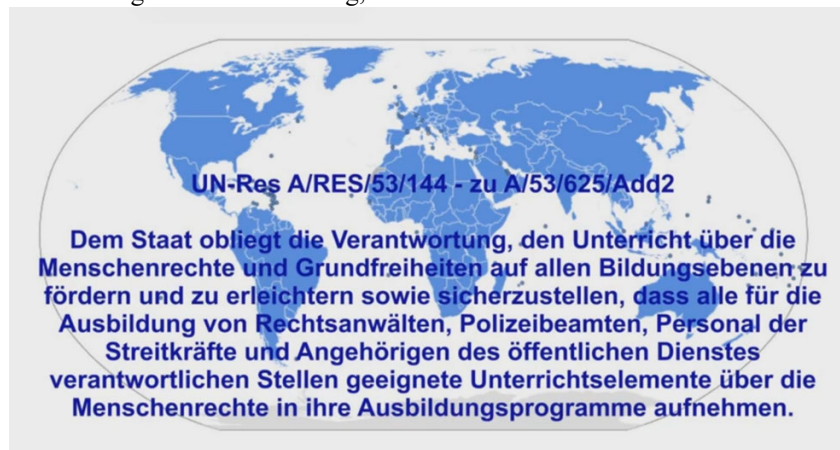 UN-Res A/RES/53/144 - zu A/53/625/Add2
Dem Staat obliegt die Verantwortung, den Unterricht über die
Menschenrechte und Grundfreiheiten auf allen Bildungsebenen zu
fördern und zu erleichtern sowie sicherzustellen, dass alle für die
Ausbildung von Rechtsanwälten, Polizeibeamten, Personal der
Streitkräfte und Angehörigen des öffentlichen Dienstes
verantwortlichen Stellen geeignete Unterrichtselemente über die
Menschenrechte in ihre Ausbildungsprogramme aufnehmen.